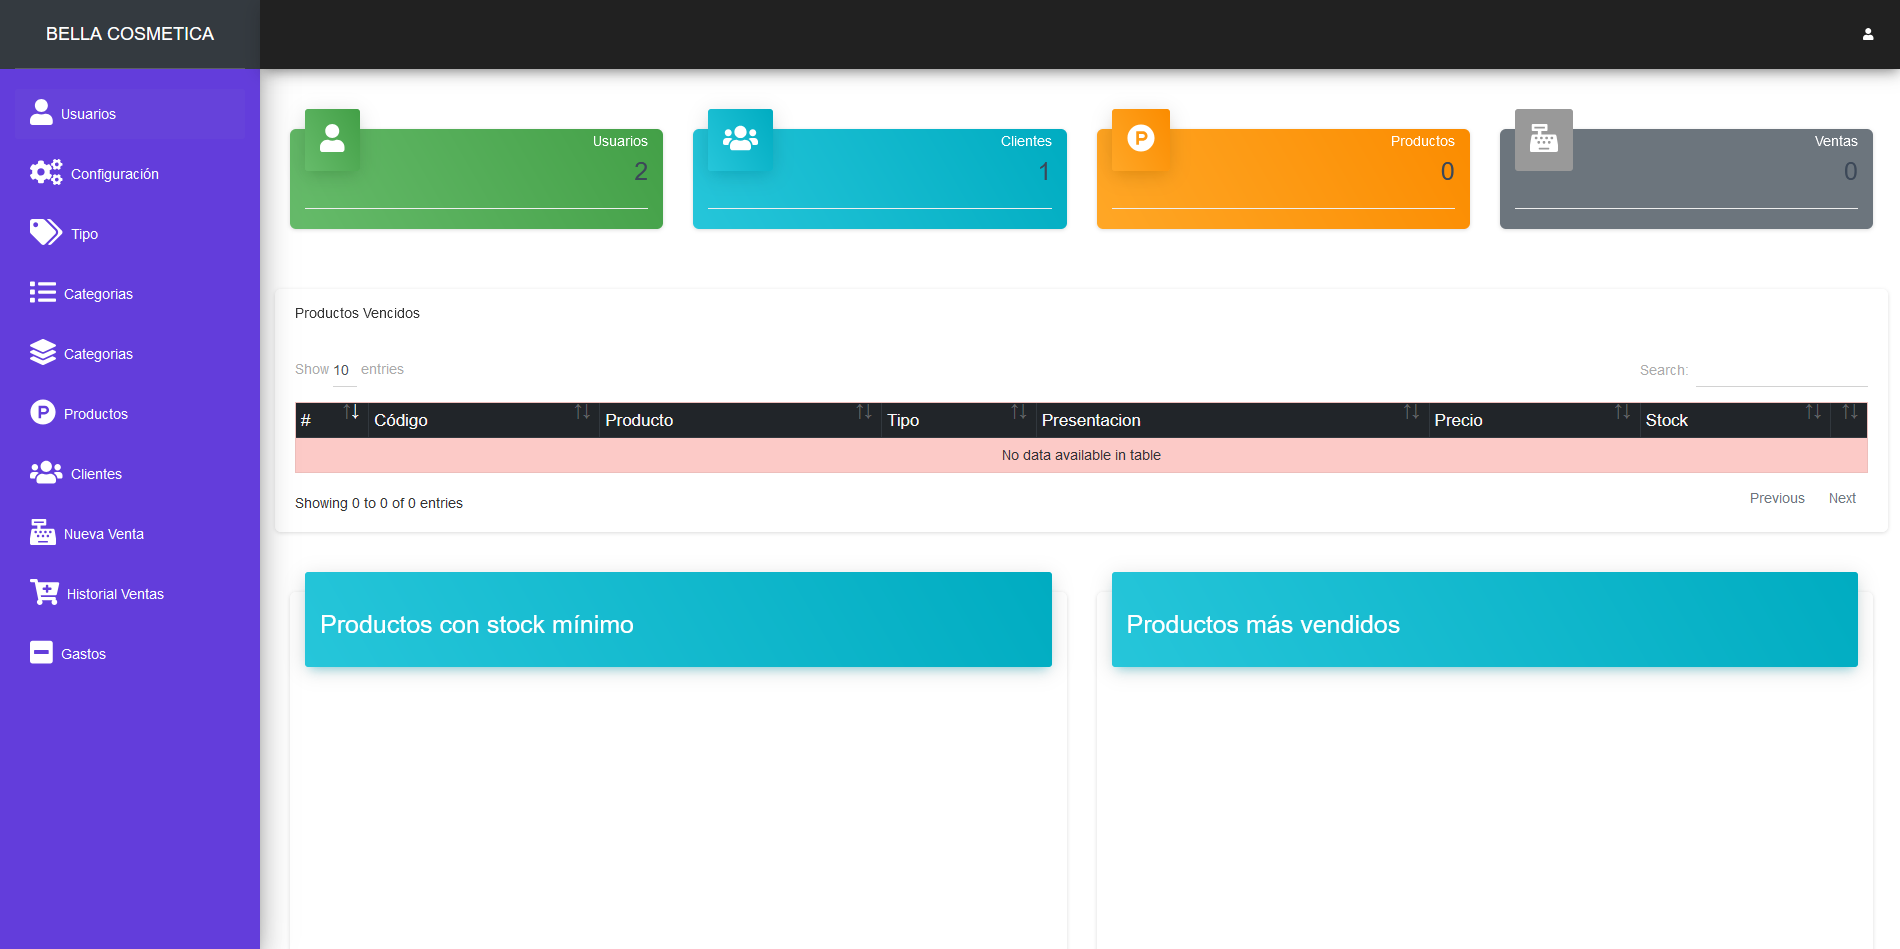 BELLA COSMETICA
Usuarios
Configuración
Tipo
Categorias
Categorias
Productos
Clientes
Nueva Venta
Historial Ventas
Gastos
Usuarios
2
Clientes
1
P
Productos
0
Ventas
0
Productos Vencidos
Show 10 entries
Search:
# Código Producto Tipo Presentacion Precio Stock
No data available in table
Showing 0 to 0 of 0 entries
Previous Next
Productos con stock mínimo
Productos más vendidos